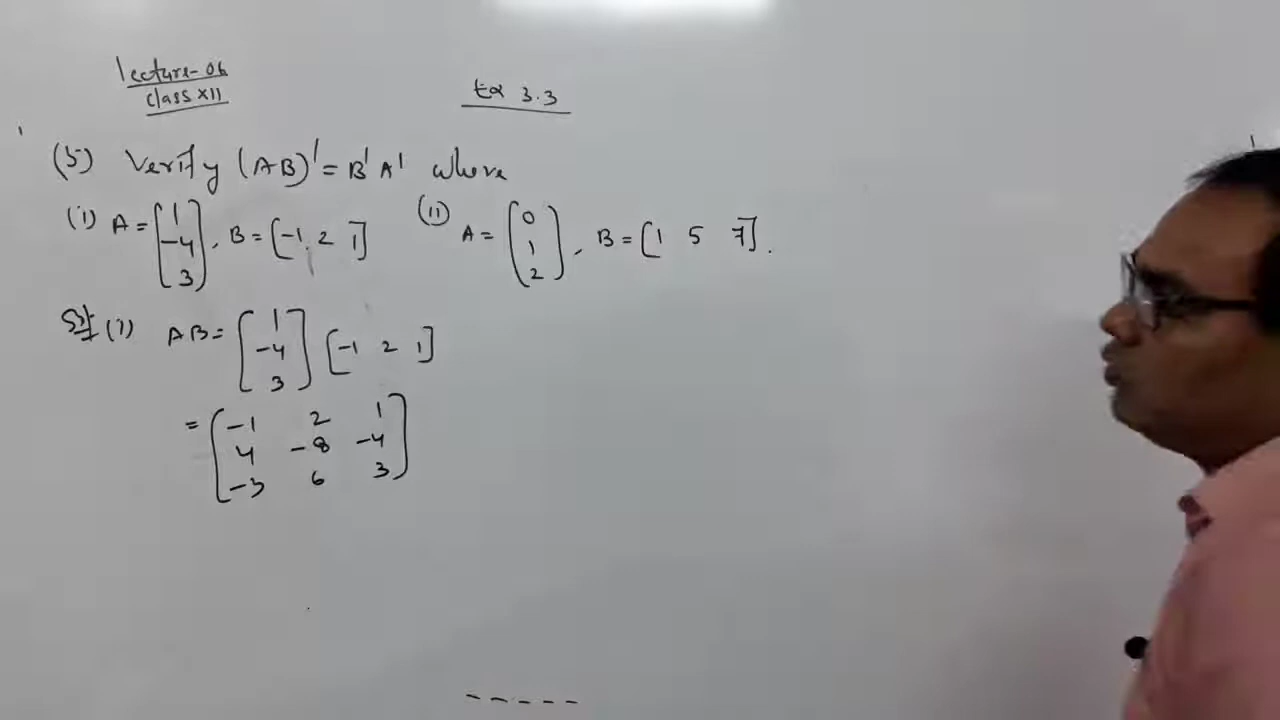 Lecture-06
Class XII
Ex 3.3
(5) Verify (AB)' = B'A' where
(i) A = [1 -4 3], B = [-1 2 1] (ii) A = [0 1 2], B = [1 5 7].
Sol (i) AB = [1 -4 3] [-1 2 1]
= [-1 2 1
4 -8 -4
-3 6 3]